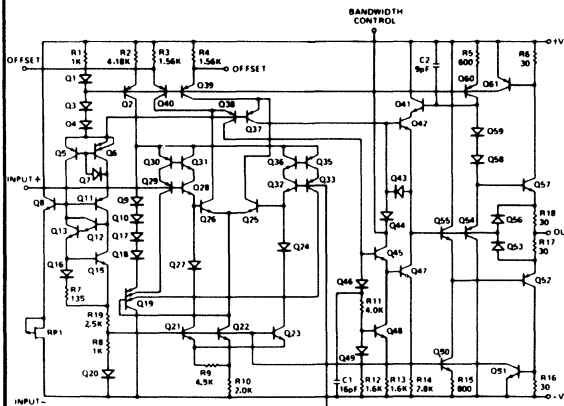 BANDWIDTH
CONTROL
+V
R1
1K
R2
4.18K
R3
1.56K
R4
1.56K
C2
9pF
R5
600
R6
30
OFFSET
OFFSET
Q1
Q2
Q40
Q39
Q60
Q61
Q3
Q4
Q38
Q37
Q41
Q42
Q59
Q58
Q5
Q6
Q7
Q30
Q31
Q36
Q35
INPUT+
Q29
Q28
Q32
Q33
Q43
Q57
Q8
Q11
Q9
Q10
Q17
Q18
Q26
Q25
Q44
Q55
Q54
Q56
Q53
R18
30
R17
30
Q13
Q12
Q24
Q45
Q16
Q15
Q27
Q46
Q47
Q52
R7
135
Q19
R11
4.0K
R19
2.5K
Q21
Q22
Q23
Q48
RP1
R8
1K
Q49
Q50
Q51
Q20
R9
4.5K
R10
2.0K
C1
16pF
R12
1.6K
R13
1.6K
R14
2.8K
R15
800
R16
30
INPUT-
-V